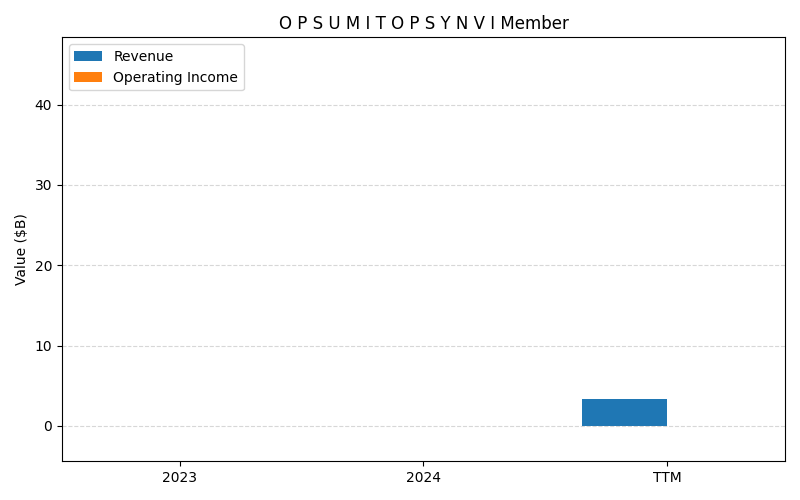 O P S U M I T O P S Y N V I Member
Revenue
Operating Income
Value ($B)
40
30
20
10
0
2023
2024
TTM